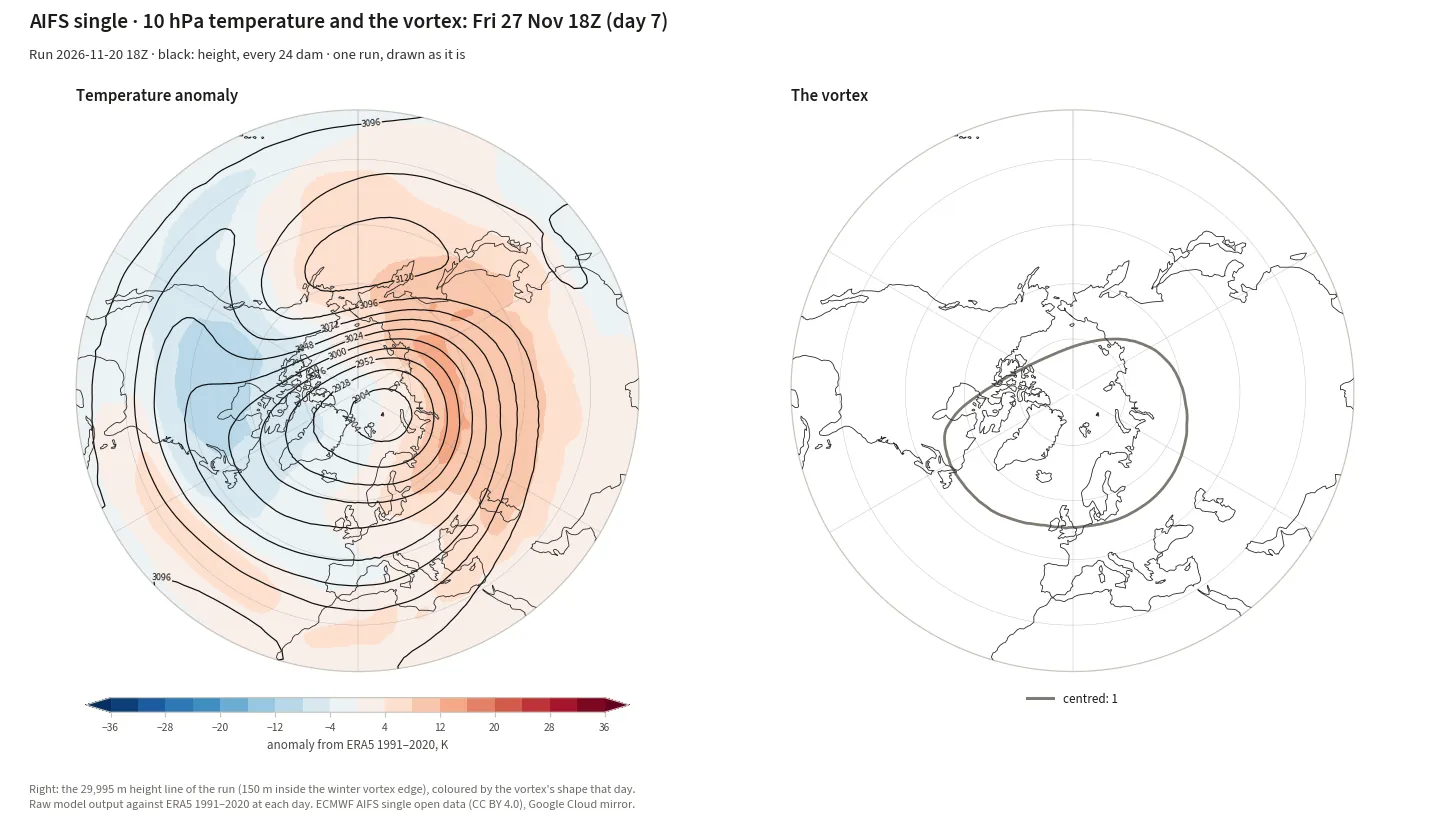 AIFS single · 10 hPa temperature and the vortex: Fri 27 Nov 18Z (day 7)
Run 2026-11-20 18Z · black: height, every 24 dam · one run, drawn as it is
Temperature anomaly
The vortex
3096
3120
3096
3072
3048
3024
3000
2952
2928
2904
3096
−36 −28 −20 −12 −4 4 12 20 28 36
anomaly from ERA5 1991–2020, K
centred: 1
Right: the 29,995 m height line of the run (150 m inside the winter vortex edge), coloured by the vortex's shape that day.
Raw model output against ERA5 1991–2020 at each day. ECMWF AIFS single open data (CC BY 4.0), Google Cloud mirror.